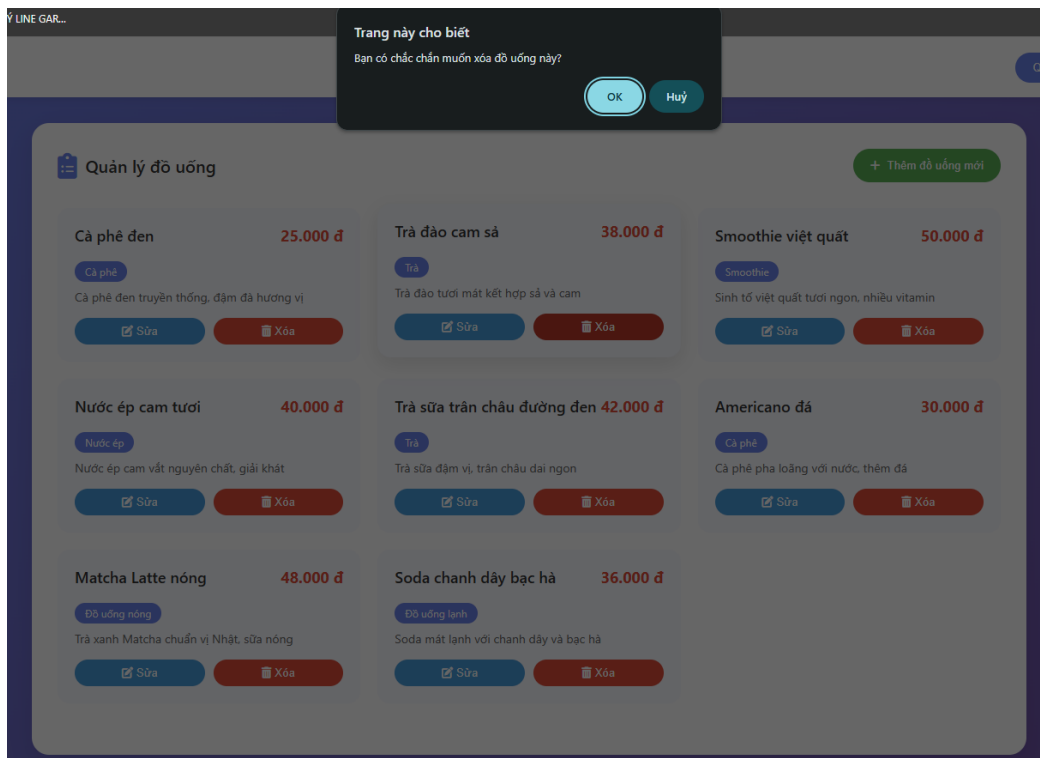 Ý LINE GAR...
Trang này cho biết
Bạn có chắc chắn muốn xóa đồ uống này?
OK Huỷ
Quản lý đồ uống
+ Thêm đồ uống mới
Cà phê đen 25.000 đ
Cà phê
Cà phê đen truyền thống, đậm đà hương vị
Sửa Xóa
Trà đào cam sả 38.000 đ
Trà
Trà đào tươi mát kết hợp sả và cam
Sửa Xóa
Smoothie việt quất 50.000 đ
Smoothie
Sinh tố việt quất tươi ngon, nhiều vitamin
Sửa Xóa
Nước ép cam tươi 40.000 đ
Nước ép
Nước ép cam vắt nguyên chất, giải khát
Sửa Xóa
Trà sữa trân châu đường đen 42.000 đ
Trà
Trà sữa đậm vị, trân châu dai ngon
Sửa Xóa
Americano đá 30.000 đ
Cà phê
Cà phê pha loãng với nước, thêm đá
Sửa Xóa
Matcha Latte nóng 48.000 đ
Đồ uống nóng
Trà xanh Matcha chuẩn vị Nhật, sữa nóng
Sửa Xóa
Soda chanh dây bạc hà 36.000 đ
Đồ uống lạnh
Soda mát lạnh với chanh dây và bạc hà
Sửa Xóa